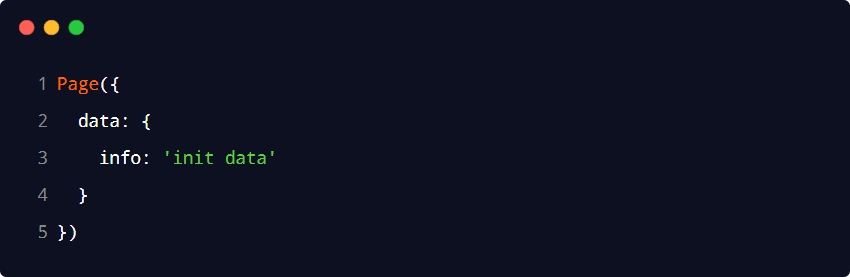 1 Page({
2   data: {
3     info: 'init data'
4   }
5 })